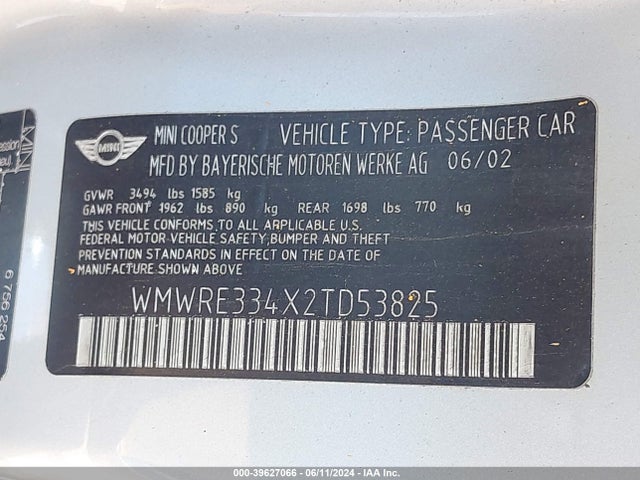 MINI COOPER S VEHICLE TYPE: PASSENGER CAR
MINI
MFD BY BAYERISCHE MOTOREN WERKE AG 06/02
GVWR 3494 lbs 1585 kg
GAWR FRONT 1962 lbs 890 kg REAR 1698 lbs 770 kg
THIS VEHICLE CONFORMS TO ALL APPLICABLE U.S.
FEDERAL MOTOR VEHICLE SAFETY,BUMPER AND THEFT
PREVENTION STANDARDS IN EFFECT ON THE DATE OF
MANUFACTURE SHOWN ABOVE
WMWRE334X2TD53825
MINI
6 756 254
000-39627066 - 06/11/2024 - IAA Inc.